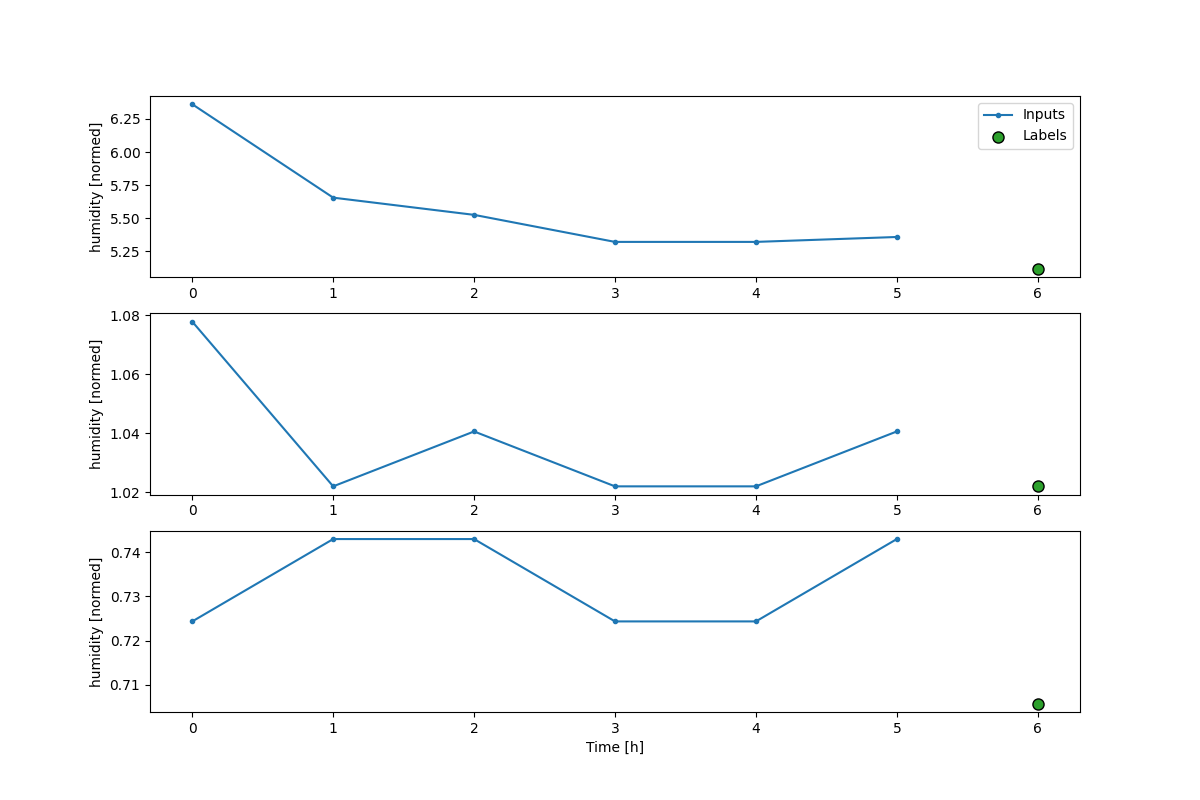 humidity [normed]
6.25
6.00
5.75
5.50
5.25
Inputs
Labels
0 1 2 3 4 5 6
humidity [normed]
1.08
1.06
1.04
1.02
0 1 2 3 4 5 6
humidity [normed]
0.74
0.73
0.72
0.71
0 1 2 3 4 5 6
Time [h]